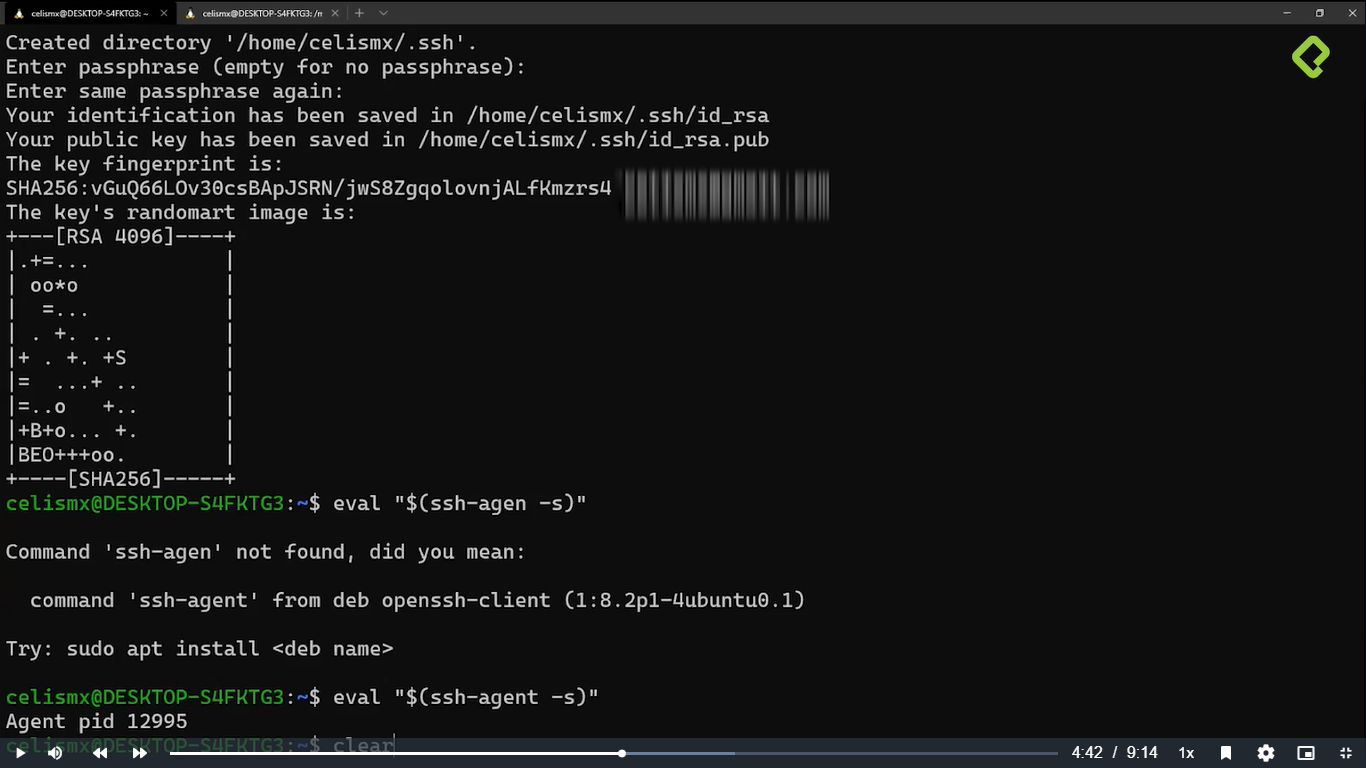 celismx@DESKTOP-S4FKTG3: ~
celismx@DESKTOP-S4FKTG3: /m
Created directory '/home/celismx/.ssh'.
Enter passphrase (empty for no passphrase):
Enter same passphrase again:
Your identification has been saved in /home/celismx/.ssh/id_rsa
Your public key has been saved in /home/celismx/.ssh/id_rsa.pub
The key fingerprint is:
SHA256:vGuQ66LOv30csBApJSRN/jwS8ZgqolovnjALfKmzrs4
The key's randomart image is:
+---[RSA 4096]----+
|.+=...           |
| oo*o            |
|  =...           |
| . +. ..         |
|+ . +. +S        |
|=  ...+ ..       |
|=..o   +..       |
|+B+o... +.       |
|BEO+++oo.        |
+----[SHA256]-----+
celismx@DESKTOP-S4FKTG3:~$ eval "$(ssh-agen -s)"
Command 'ssh-agen' not found, did you mean:
  command 'ssh-agent' from deb openssh-client (1:8.2p1-4ubuntu0.1)
Try: sudo apt install <deb name>
celismx@DESKTOP-S4FKTG3:~$ eval "$(ssh-agent -s)"
Agent pid 12995
celismx@DESKTOP-S4FKTG3:~$ clear
4:42 / 9:14 1x